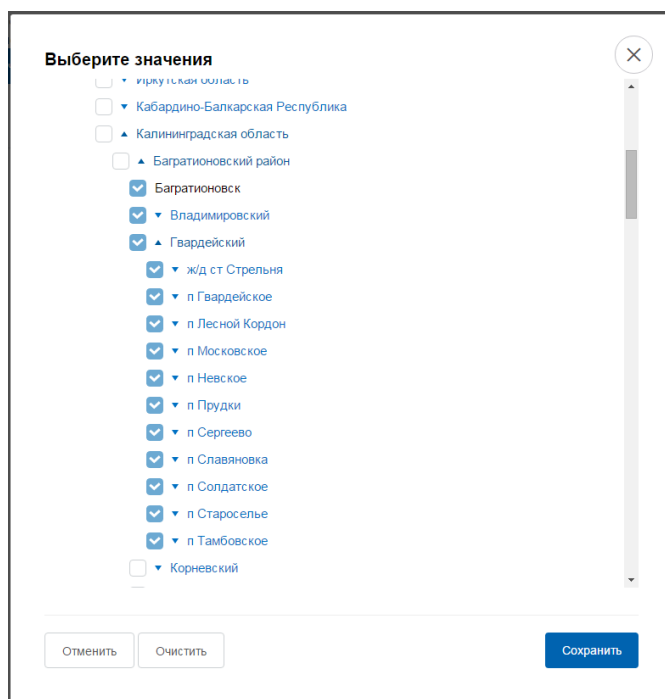 Выберите значения
Иркутская область
Кабардино-Балкарская Республика
Калининградская область
Багратионовский район
Багратионовск
Владимировский
Гвардейский
ж/д ст Стрельня
п Гвардейское
п Лесной Кордон
п Московское
п Невское
п Прудки
п Сергеево
п Славяновка
п Солдатское
п Староселье
п Тамбовское
Корневский
Отменить Очистить Сохранить